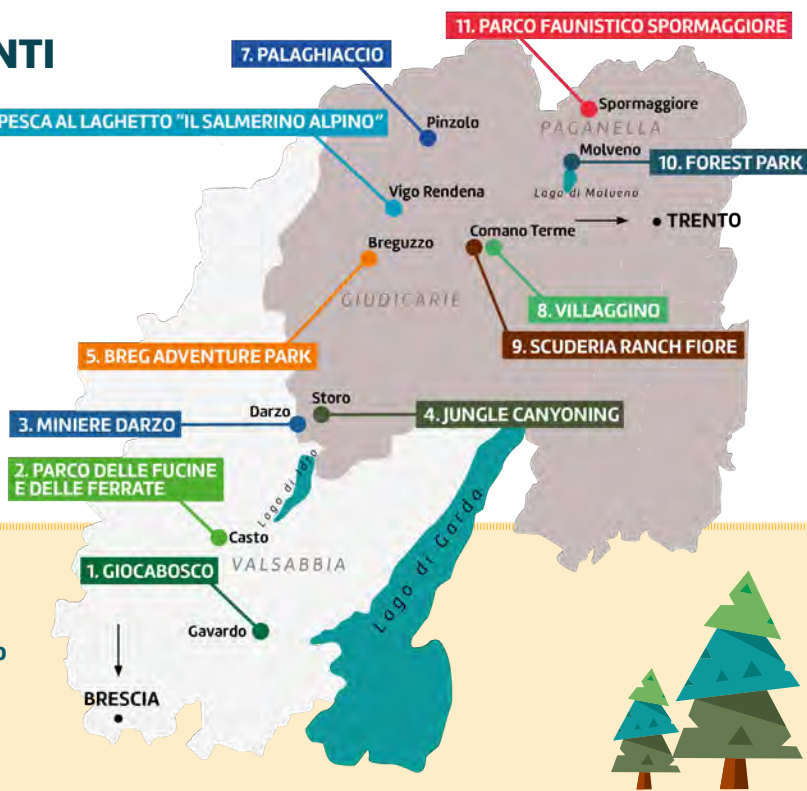 NTI
11. PARCO FAUNISTICO SPORMAGGIORE
7. PALAGHIACCIO
Spormaggiore
PESCA AL LAGHETTO "IL SALMERINO ALPINO"
Pinzolo
PAGANELLA
Molveno
10. FOREST PARK
Vigo Rendena
Lago di Molveno
TRENTO
Comano Terme
Breguzzo
GIUDICARIE
8. VILLAGGINO
9. SCUDERIA RANCH FIORE
5. BREG ADVENTURE PARK
Storo
Darzo
4. JUNGLE CANYONING
3. MINIERE DARZO
2. PARCO DELLE FUCINE
E DELLE FERRATE
Lago di Idro
Lago di Garda
Casto
VALSABBIA
1. GIOCABOSCO
Gavardo
BRESCIA